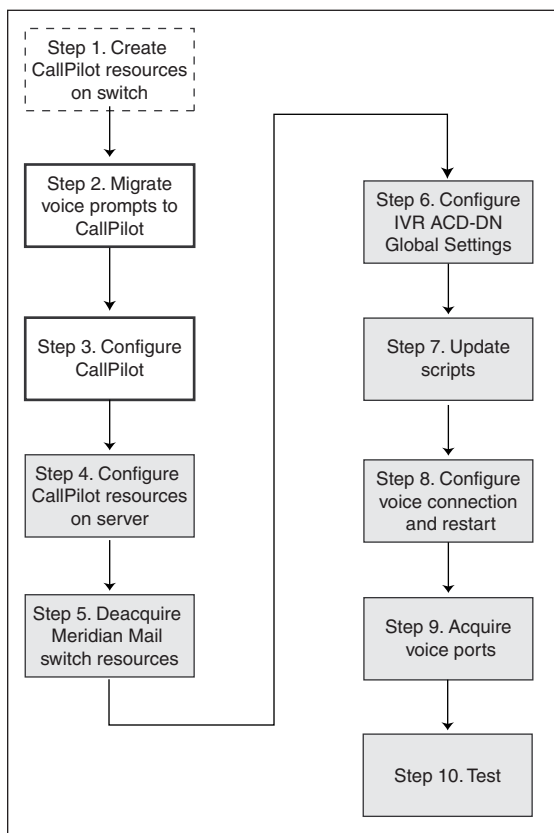 Step 1. Create
CallPilot resources
on switch
Step 2. Migrate
voice prompts to
CallPilot
Step 3. Configure
CallPilot
Step 4. Configure
CallPilot resources
on server
Step 5. Deacquire
Meridian Mail
switch resources
Step 6. Configure
IVR ACD-DN
Global Settings
Step 7. Update
scripts
Step 8. Configure
voice connection
and restart
Step 9. Acquire
voice ports
Step 10. Test